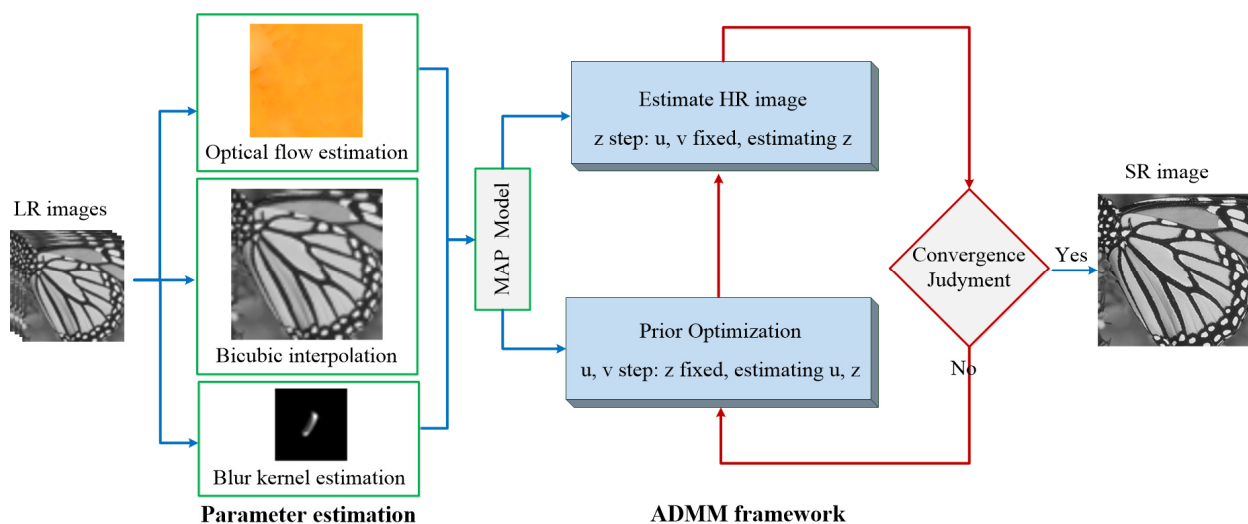 LR images
Optical flow estimation
Bicubic interpolation
Blur kernel estimation
Parameter estimation
MAP Model
Estimate HR image
z step: u, v fixed, estimating z
Prior Optimization
u, v step: z fixed, estimating u, z
ADMM framework
Convergence
Judyment
Yes
No
SR image